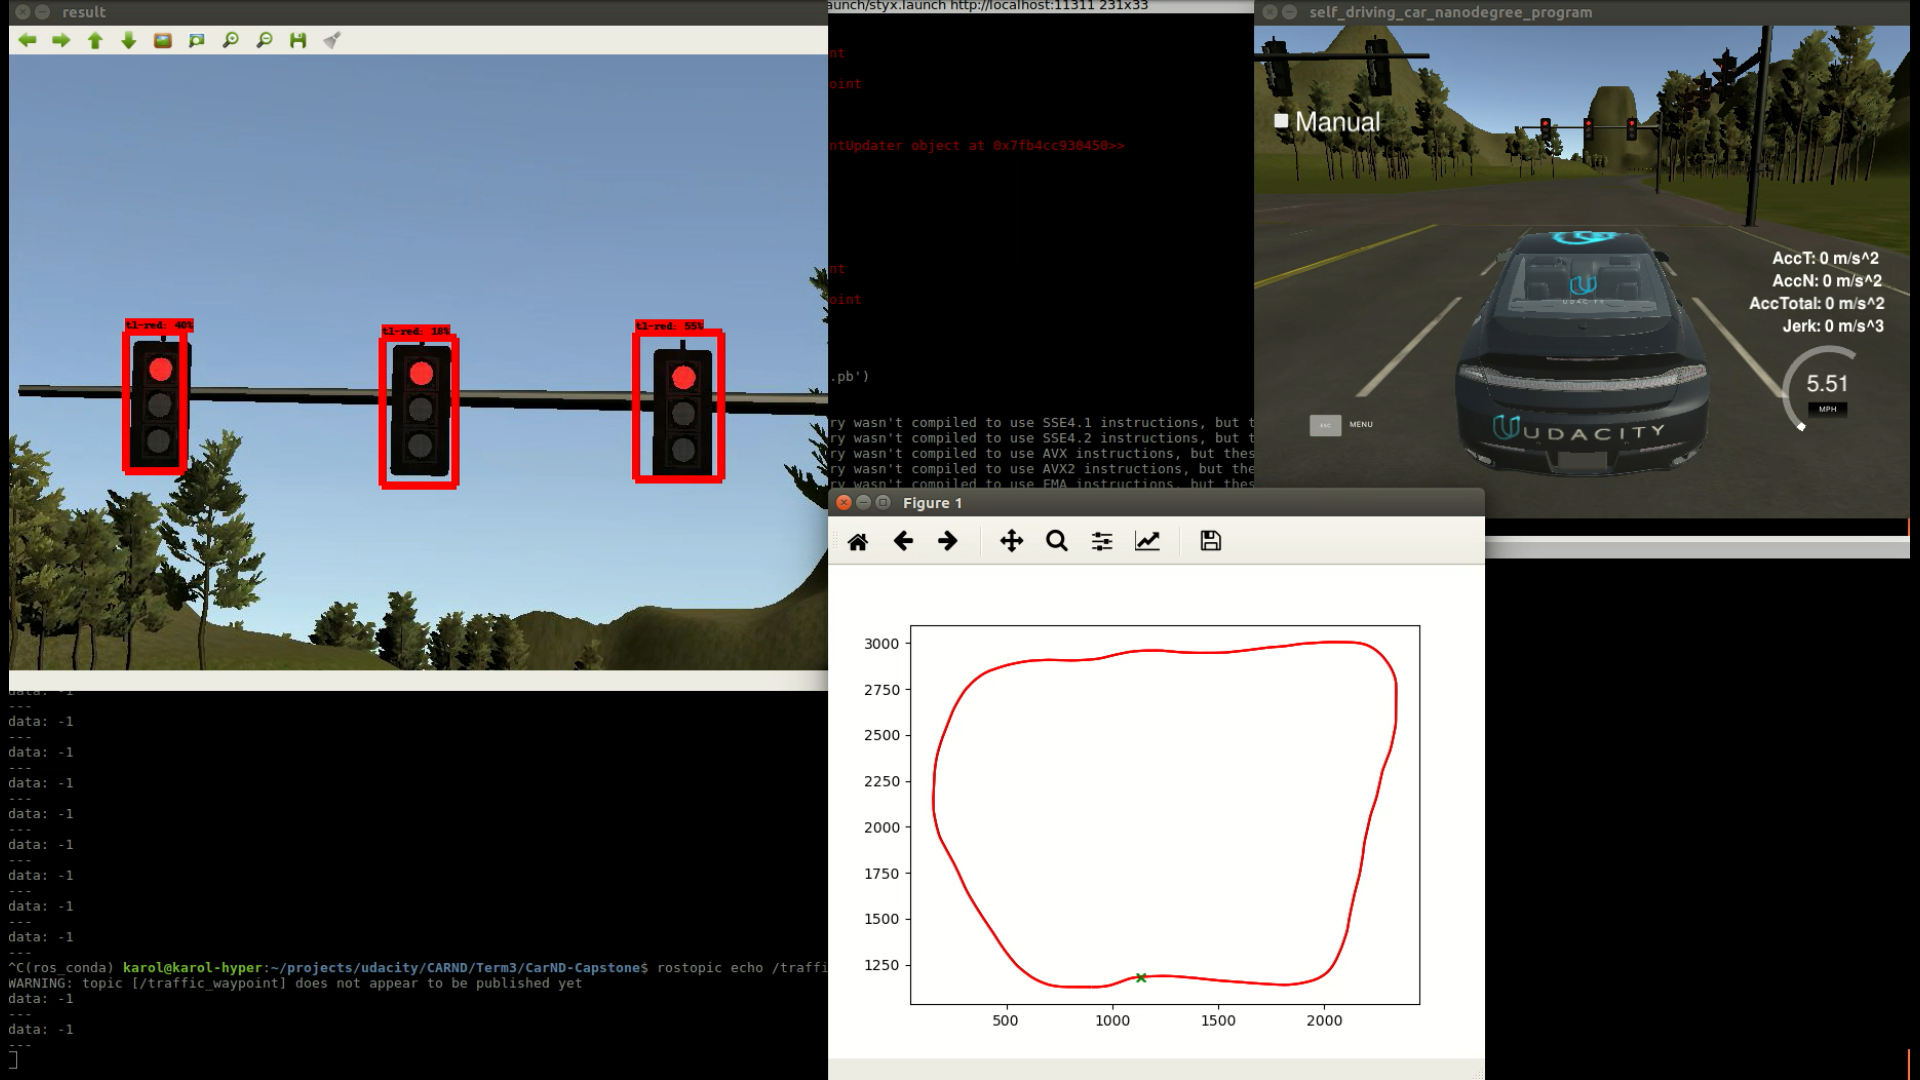 result
tl-red: 40%
tl-red: 18%
tl-red: 55%
data: -1
---
data: -1
---
data: -1
---
data: -1
---
data: -1
---
data: -1
---
data: -1
---
data: -1
---
data: -1
---
^C(ros_conda) karol@karol-hyper:~/projects/udacity/CARND/Term3/CarND-Capstone$ rostopic echo /traffi
WARNING: topic [/traffic_waypoint] does not appear to be published yet
data: -1
---
data: -1
---
aunch/styx.launch http://localhost:11311 231x33
nt
oint
ntUpdater object at 0x7fb4cc930450>>
nt
oint
.pb')
ry wasn't compiled to use SSE4.1 instructions, but t
ry wasn't compiled to use SSE4.2 instructions, but t
ry wasn't compiled to use AVX instructions, but thes
ry wasn't compiled to use AVX2 instructions, but the
ry wasn't compiled to use FMA instructions, but thes
self_driving_car_nanodegree_program
Manual
AccT: 0 m/s^2
AccN: 0 m/s^2
AccTotal: 0 m/s^2
Jerk: 0 m/s^3
5.51
MPH
MENU
UDACITY
UDACITY
Figure 1
3000
2750
2500
2250
2000
1750
1500
1250
500 1000 1500 2000